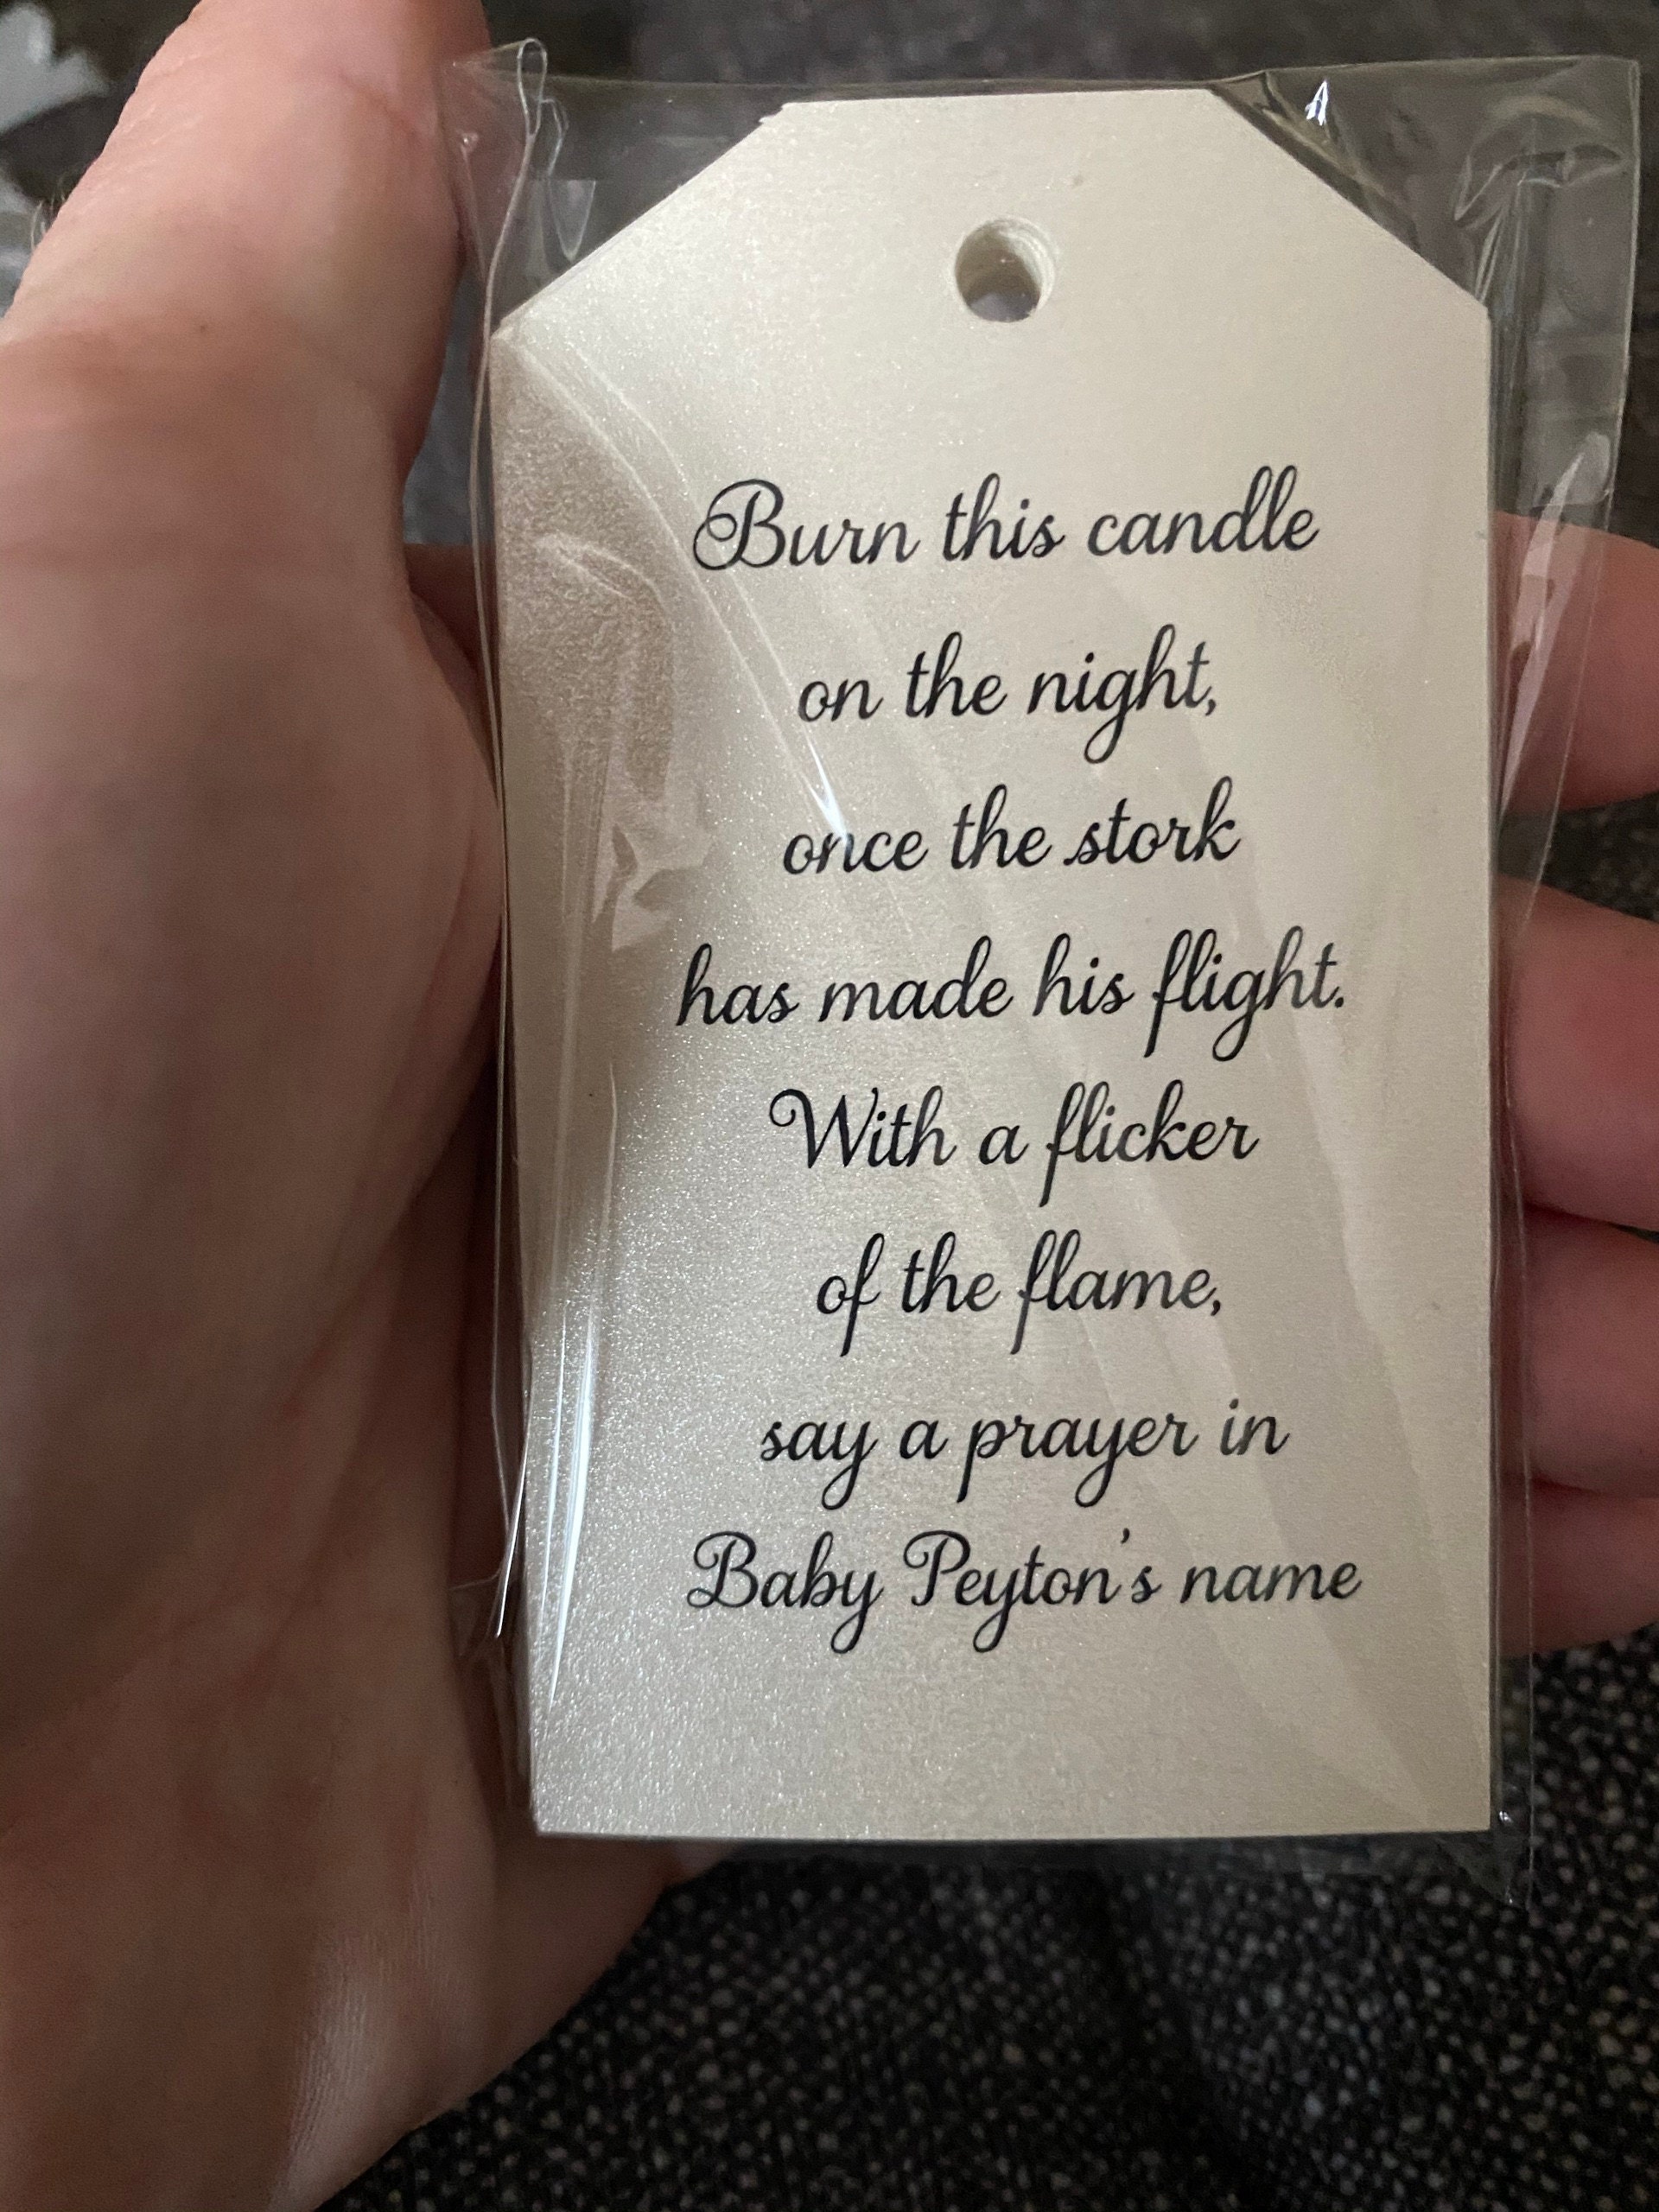 Burn this candle
on the night,
once the stork
has made his flight.
With a flicker
of the flame,
say a prayer in
Baby Peyton's name